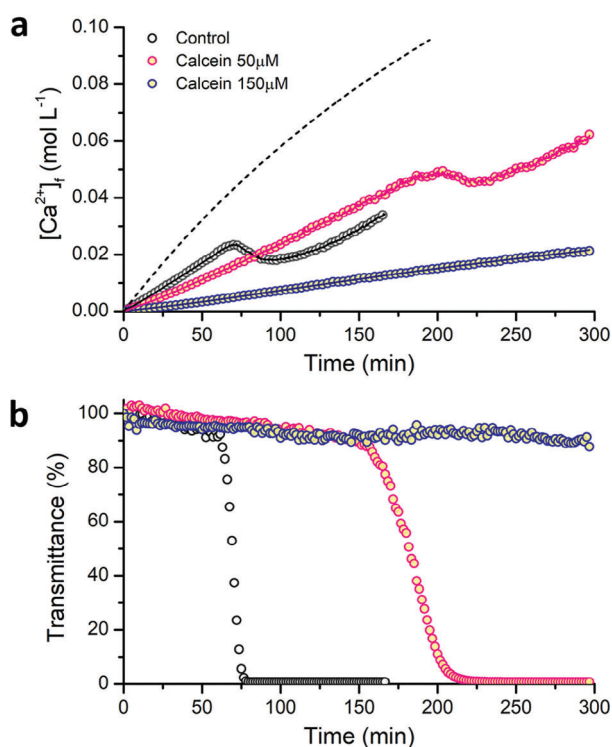 a
Control
Calcein 50μM
Calcein 150μM
[Ca²⁺]f (mol L⁻¹)
0.10
0.08
0.06
0.04
0.02
0.00
0 50 100 150 200 250 300
Time (min)
b
Transmittance (%)
100
80
60
40
20
0
0 50 100 150 200 250 300
Time (min)